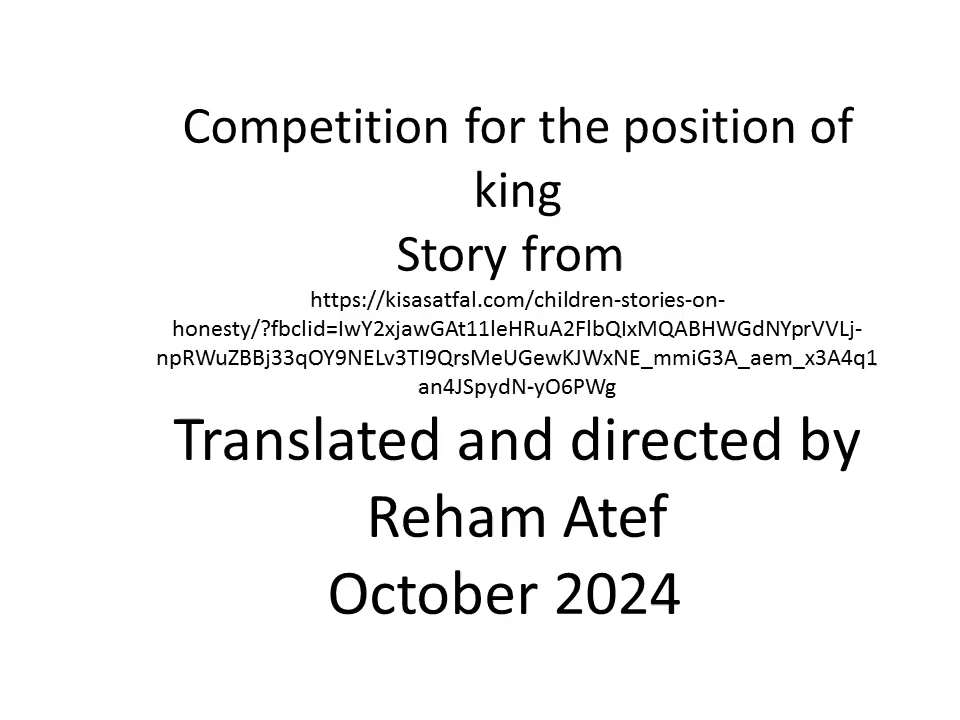 Competition for the position of
king
Story from
https://kisasatfal.com/children-stories-on-
honesty/?fbclid=IwY2xjawGAt11leHRuA2FlbQIxMQABHWGdNYprVVLj-
npRWuZBBj33qOY9NELv3TI9QrsMeUGewKJWxNE_mmiG3A_aem_x3A4q1
an4JSpydN-yO6PWg
Translated and directed by
Reham Atef
October 2024